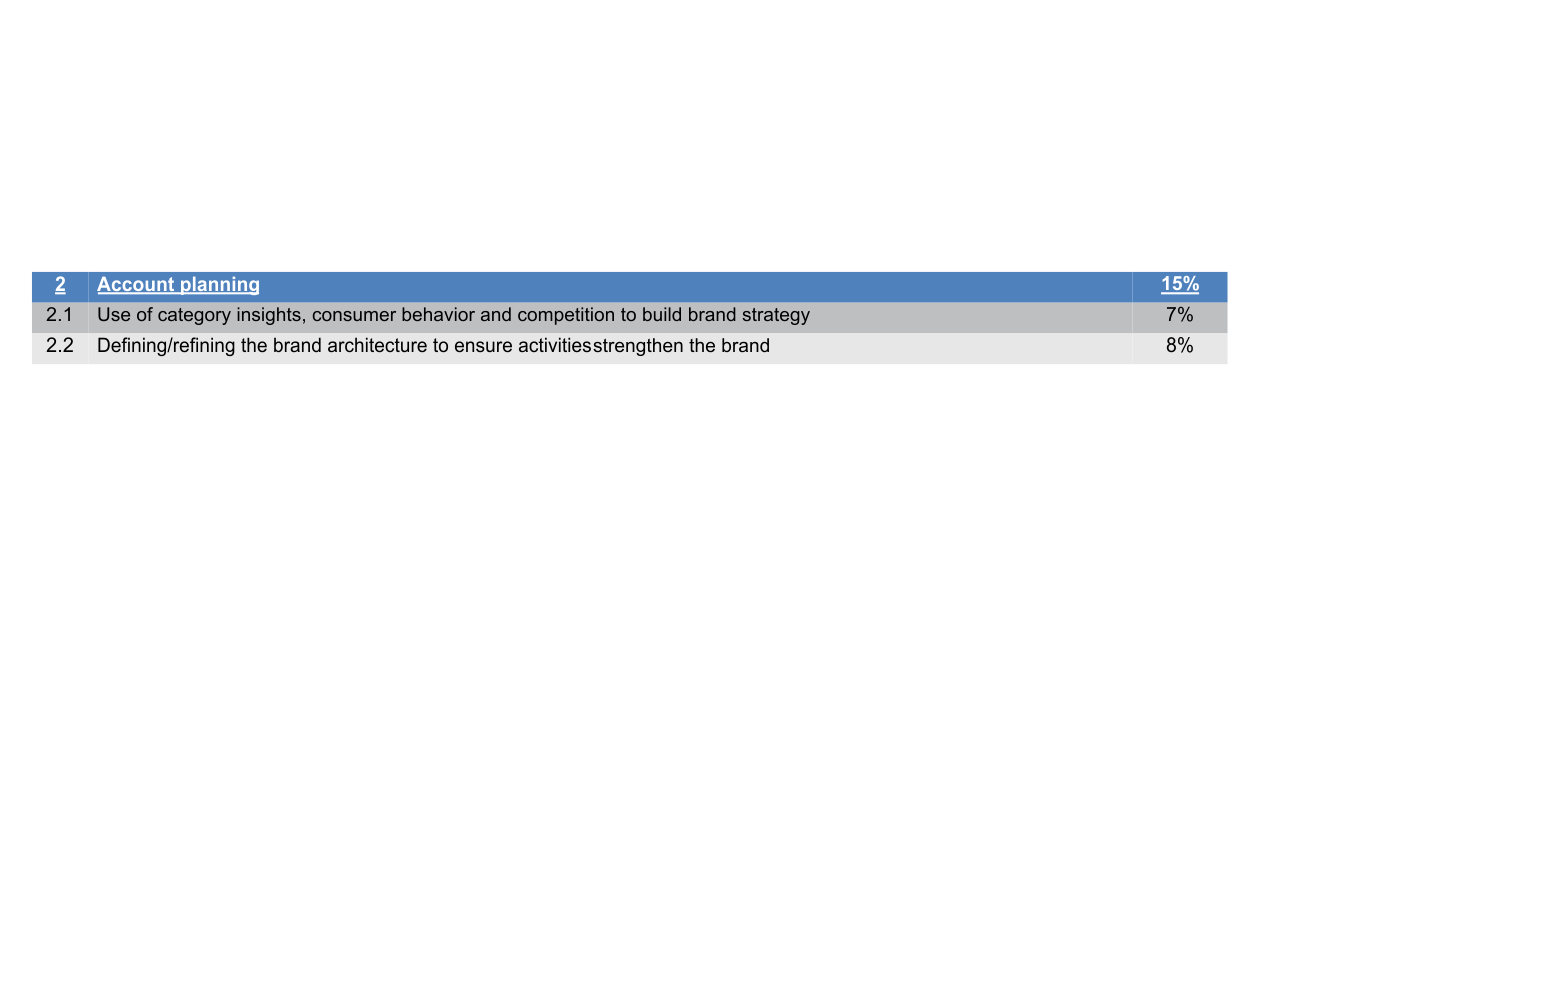 2 Account planning 15%
2.1 Use of category insights, consumer behavior and competition to build brand strategy 7%
2.2 Defining/refining the brand architecture to ensure activitiesstrengthen the brand 8%